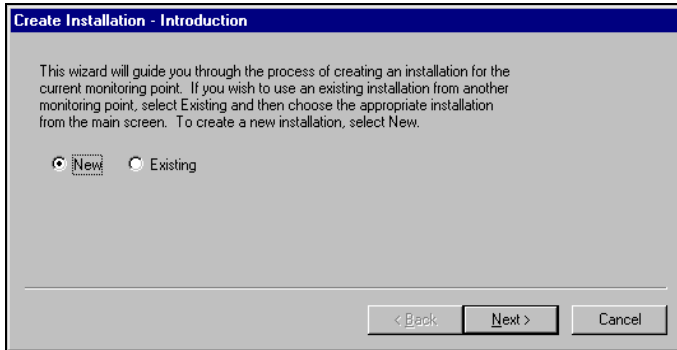 Create Installation - Introduction
This wizard will guide you through the process of creating an installation for the
current monitoring point.  If you wish to use an existing installation from another
monitoring point, select Existing and then choose the appropriate installation
from the main screen.  To create a new installation, select New.
New Existing
< Back Next > Cancel